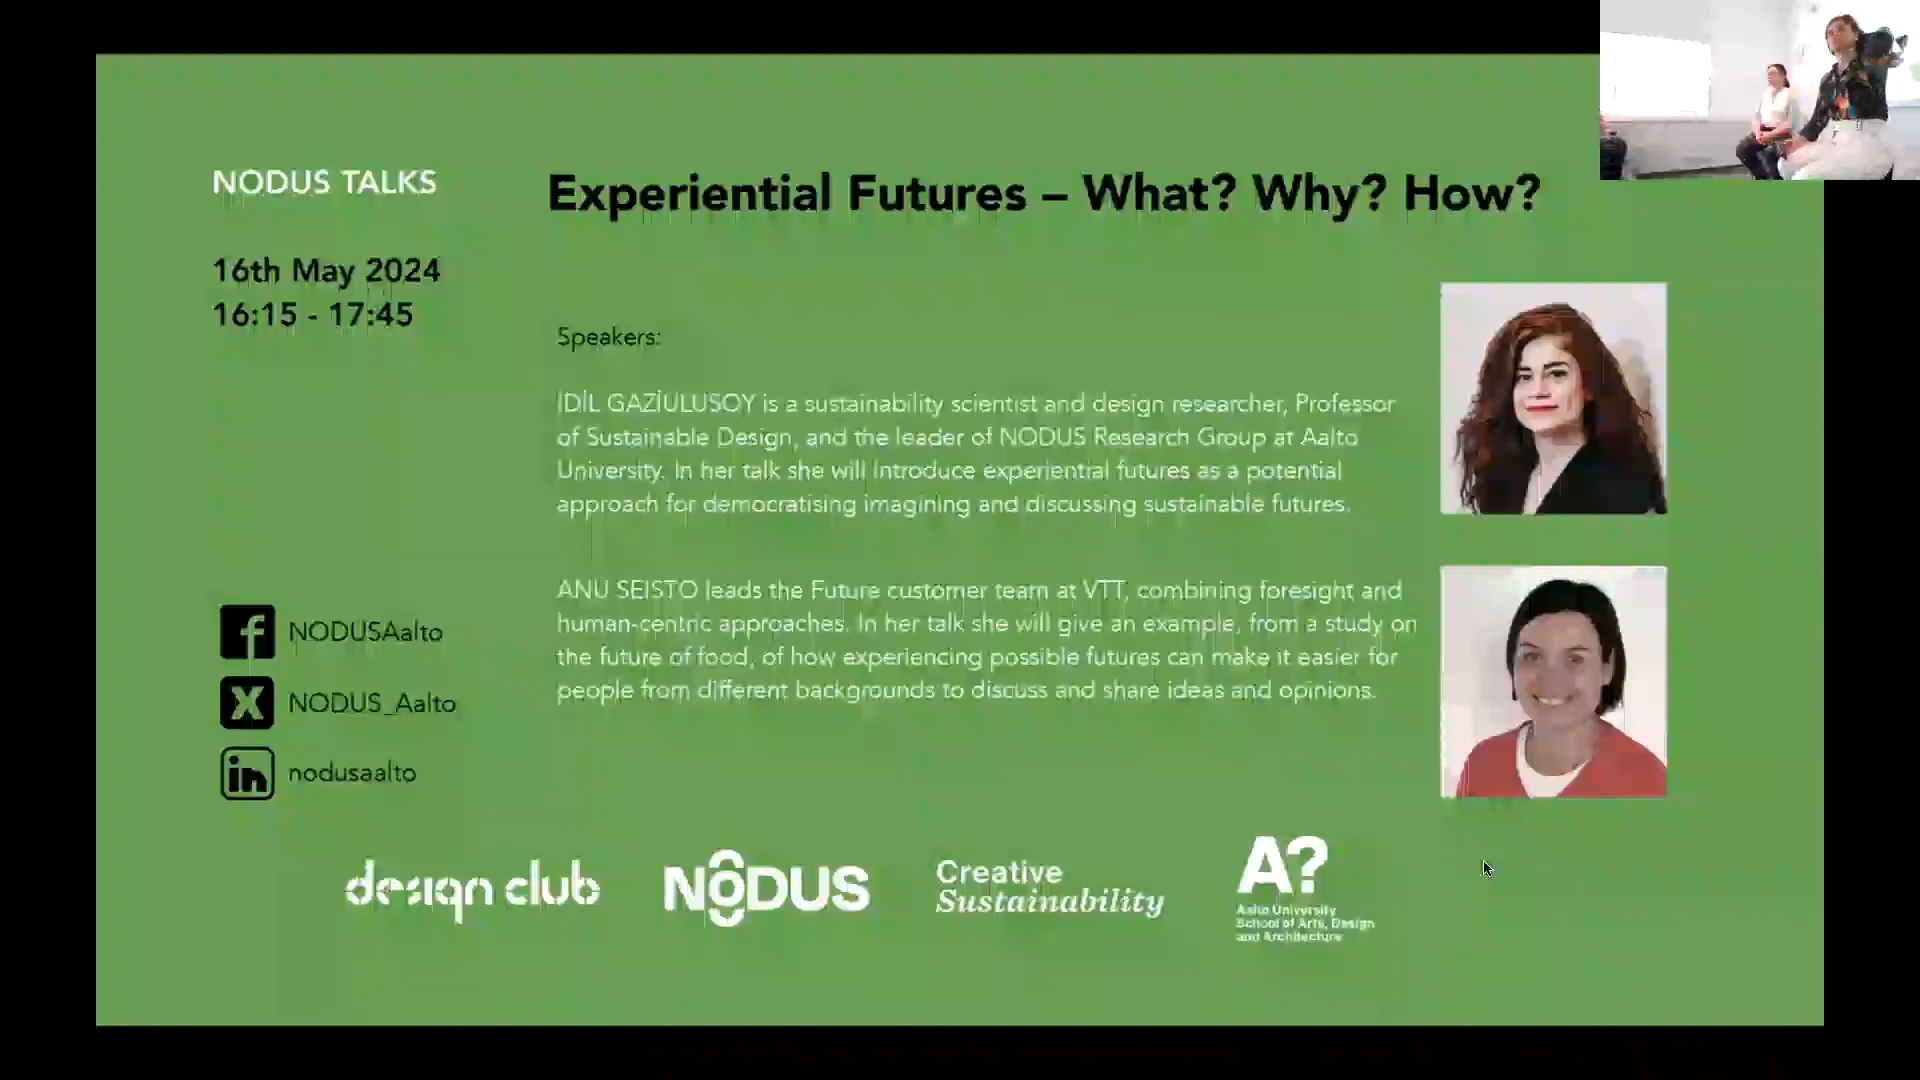 NODUS TALKS
16th May 2024
16:15 - 17:45
Experiential Futures – What? Why? How?
Speakers:
İDİL GAZİULUSOY is a sustainability scientist and design researcher, Professor
of Sustainable Design, and the leader of NODUS Research Group at Aalto
University. In her talk she will introduce experiential futures as a potential
approach for democratising imagining and discussing sustainable futures.
ANU SEISTO leads the Future customer team at VTT, combining foresight and
human-centric approaches. In her talk she will give an example, from a study on
the future of food, of how experiencing possible futures can make it easier for
people from different backgrounds to discuss and share ideas and opinions.
f NODUSAalto
X NODUS_Aalto
in nodusaalto
design club
NODUS
Creative
Sustainability
A?
Aalto University
School of Arts, Design
and Architecture